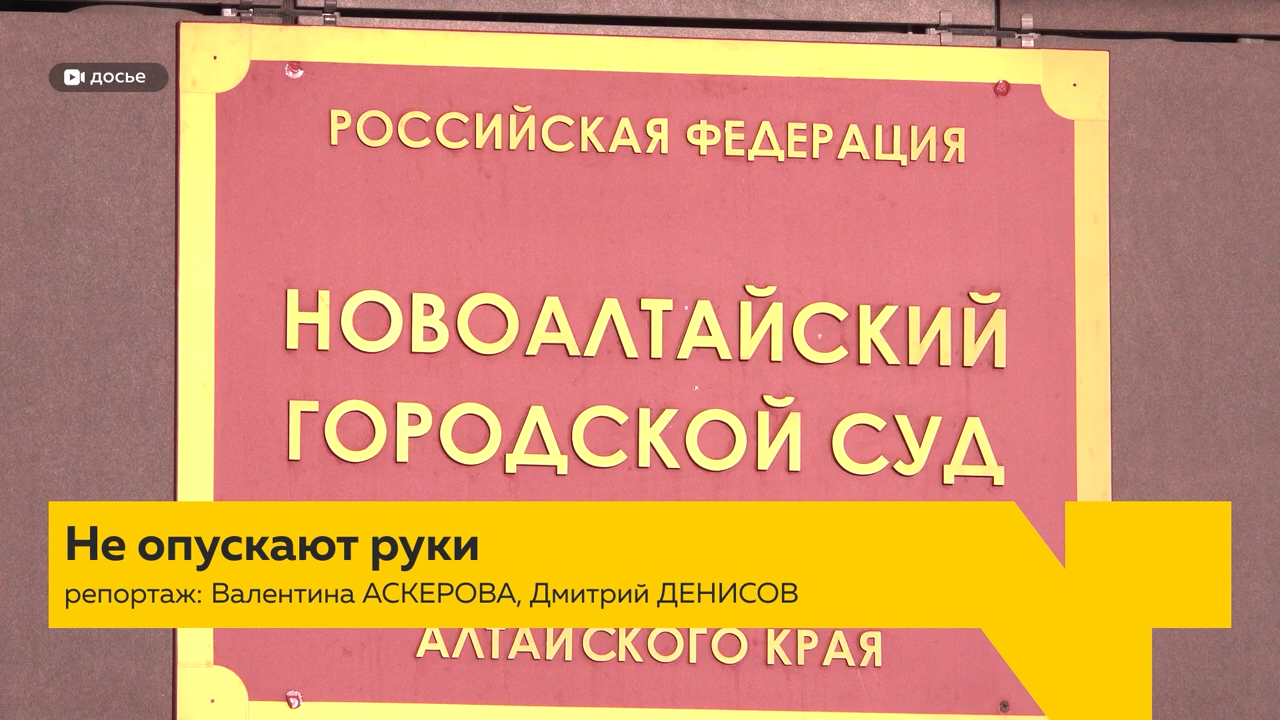 досье
РОССИЙСКАЯ ФЕДЕРАЦИЯ
НОВОАЛТАЙСКИЙ
ГОРОДСКОЙ СУД
Не опускают руки
репортаж: Валентина АСКЕРОВА, Дмитрий ДЕНИСОВ
АЛТАЙСКОГО КРАЯ